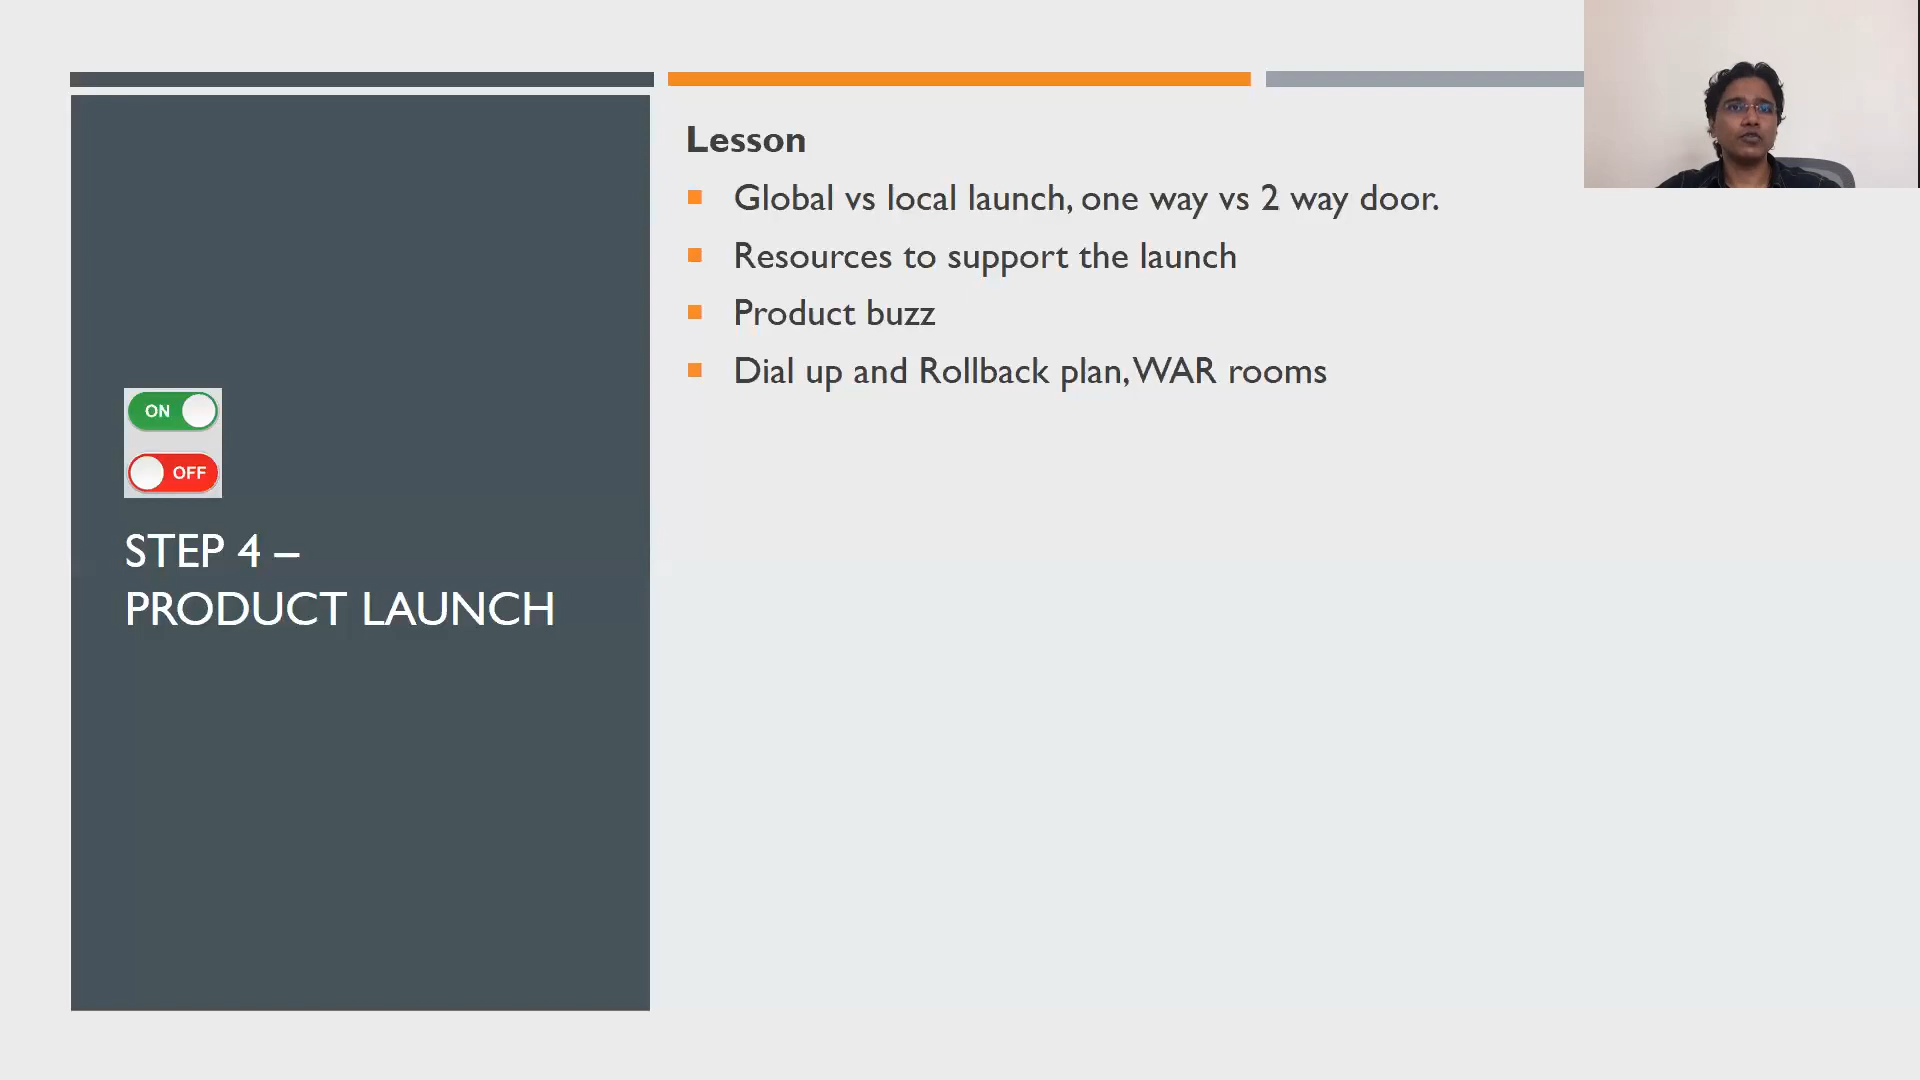 Lesson
Global vs local launch, one way vs 2 way door.
Resources to support the launch
Product buzz
Dial up and Rollback plan, WAR rooms
ON
OFF
STEP 4 –
PRODUCT LAUNCH